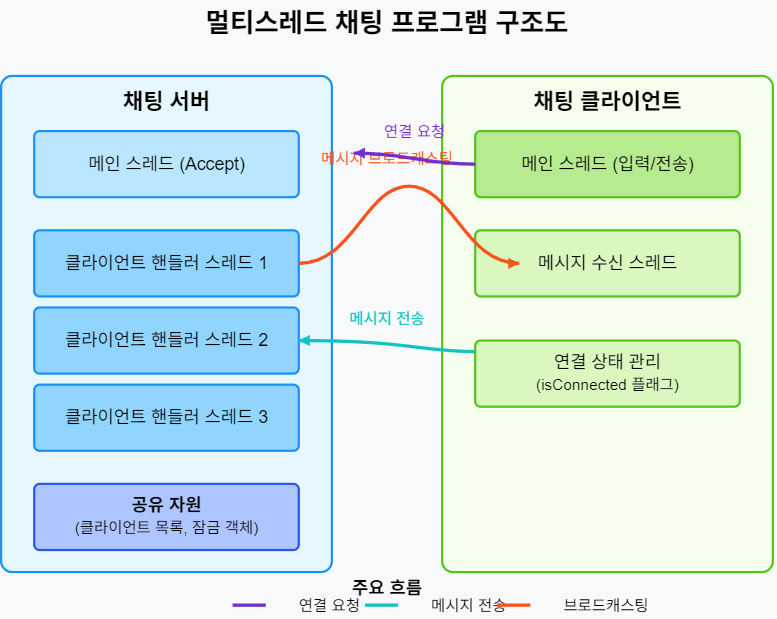 멀티스레드 채팅 프로그램 구조도
채팅 서버
메인 스레드 (Accept)
클라이언트 핸들러 스레드 1
클라이언트 핸들러 스레드 2
클라이언트 핸들러 스레드 3
공유 자원
(클라이언트 목록, 잠금 객체)
연결 요청
메시지 브로드캐스팅
메시지 전송
채팅 클라이언트
메인 스레드 (입력/전송)
메시지 수신 스레드
연결 상태 관리
(isConnected 플래그)
주요 흐름
연결 요청
메시지 전송
브로드캐스팅